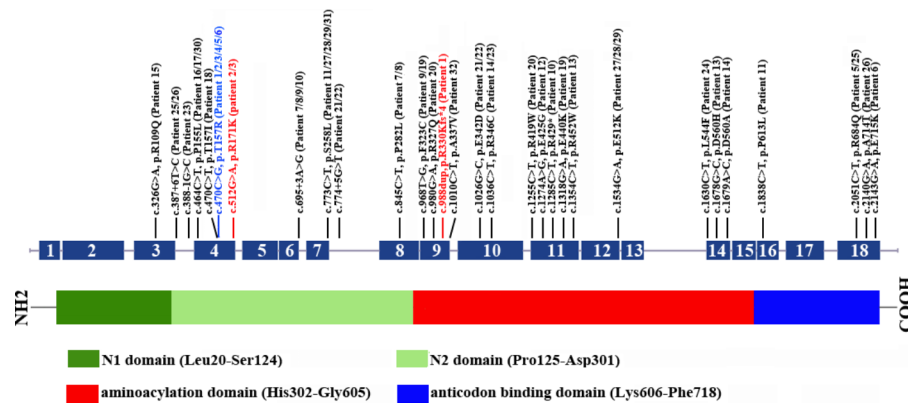 c.326G>A, p.R109Q (Patient 15)
c.387+6T>C (Patient 25/26)
c.388-1G>C (Patient 23)
c.464C>T, p.P155L (Patient 16/17/30)
c.470C>T, p.T157I (Patient 18)
c.470C>G, p.T157R (Patient 1/2/3/4/5/6)
c.512G>A, p.R171K (patient 2/3)
c.695+3A>G (Patient 7/8/9/10)
c.773C>T, p.S258L (Patient 11/27/28/29/31)
c.774+5G>T (Patient 21/22)
c.845C>T, p.P282L (Patient 7/8)
c.968T>G, p.F323C (Patient 9/19)
c.980G>A, p.R327Q (Patient 20)
c.988dup,p.R330Kfs*4 (Patient 1)
c.1010C>T, p.A337V (Patient 32)
c.1026G>C, p.E342D (Patient 21/22)
c.1036C>T, p.R346C (Patient 14/23)
c.1255C>T, p.R419W (Patient 20)
c.1274A>G, p.E425G (Patient 12)
c.1285C>T, p.R429* (Patient 10)
c.1318G>A, p.E440K (Patient 19)
c.1354C>T, p.R452W (Patient 13)
c.1534G>A, p.E512K (Patient 27/28/29)
c.1630C>T, p.L544F (Patient 24)
c.1678G>C, p.D560H (Patient 13)
c.1679A>C, p.D560A (Patient 14)
c.1838C>T, p.P613L (Patient 11)
c.2051C>T, p.R684Q (Patient 5/25)
c.2140G>A, p.A714T (Patient 26)
c.2143G>A, p.E715K (Patient 6)
1 2 3 4 5 6 7 8 9 10 11 12 13 14 15 16 17 18
NH2
COOH
N1 domain (Leu20-Ser124)
N2 domain (Pro125-Asp301)
aminoacylation domain (His302-Gly605)
anticodon binding domain (Lys606-Phe718)